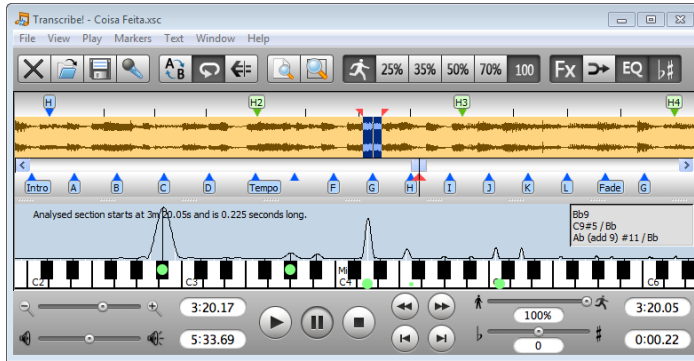 Transcribe! - Coisa Feita.xsc
File View Play Markers Text Window Help
A B 25% 35% 50% 70% 100 Fx EQ b#
H H2 H3 H4
Intro A B C D Tempo F G H I J K L Fade G
Analysed section starts at 3m 20.05s and is 0.225 seconds long.
Bb9
C9#5 / Bb
Ab (add 9) #11 / Bb
C2 C3 C4 C6
3:20.17 100% 3:20.05
5:33.69 0 0:00.22